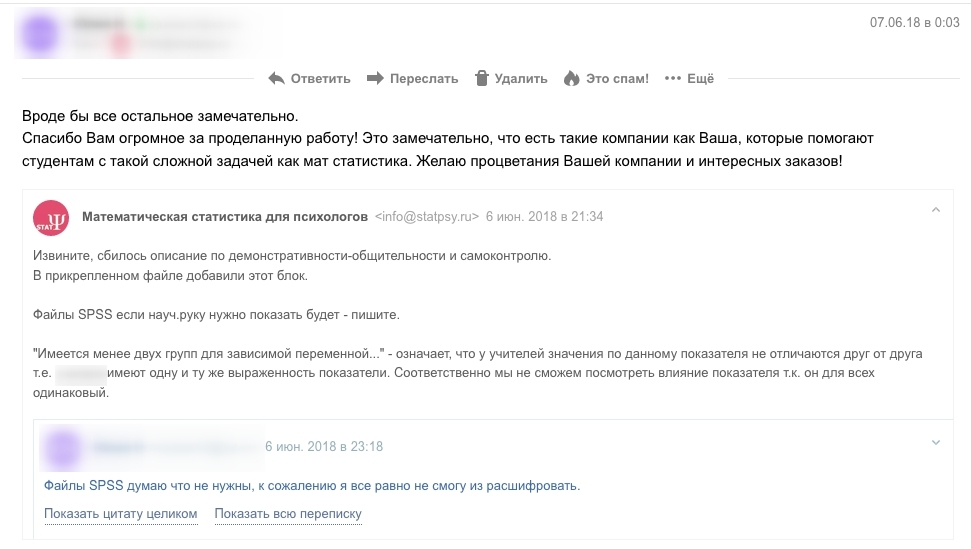 07.06.18 в 0:03
Ответить Переслать Удалить Это спам! Ещё
Вроде бы все остальное замечательно.
Спасибо Вам огромное за проделанную работу! Это замечательно, что есть такие компании как Ваша, которые помогают
студентам с такой сложной задачей как мат статистика. Желаю процветания Вашей компании и интересных заказов!
STAT Ψ
Математическая статистика для психологов <info@statpsy.ru> 6 июн. 2018 в 21:34
Извините, сбилось описание по демонстративности-общительности и самоконтролю.
В прикрепленном файле добавили этот блок.
Файлы SPSS если науч.руку нужно показать будет - пишите.
"Имеется менее двух групп для зависимой переменной..." - означает, что у учителей значения по данному показателя не отличаются друг от друга
т.е. имеют одну и ту же выраженность показатели. Соответственно мы не сможем посмотреть влияние показателя т.к. он для всех
одинаковый.
6 июн. 2018 в 23:18
Файлы SPSS думаю что не нужны, к сожалению я все равно не смогу из расшифровать.
Показать цитату целиком Показать всю переписку